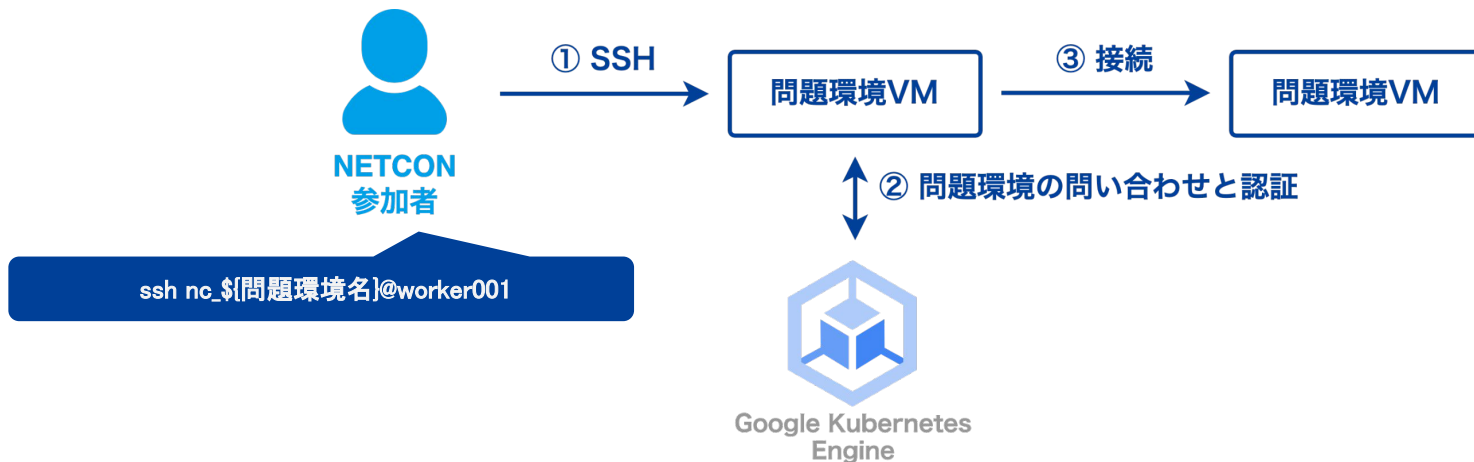 ① SSH
問題環境VM
③ 接続
問題環境VM
NETCON
参加者
② 問題環境の問い合わせと認証
ssh nc_${問題環境名}@worker001
Google Kubernetes
Engine